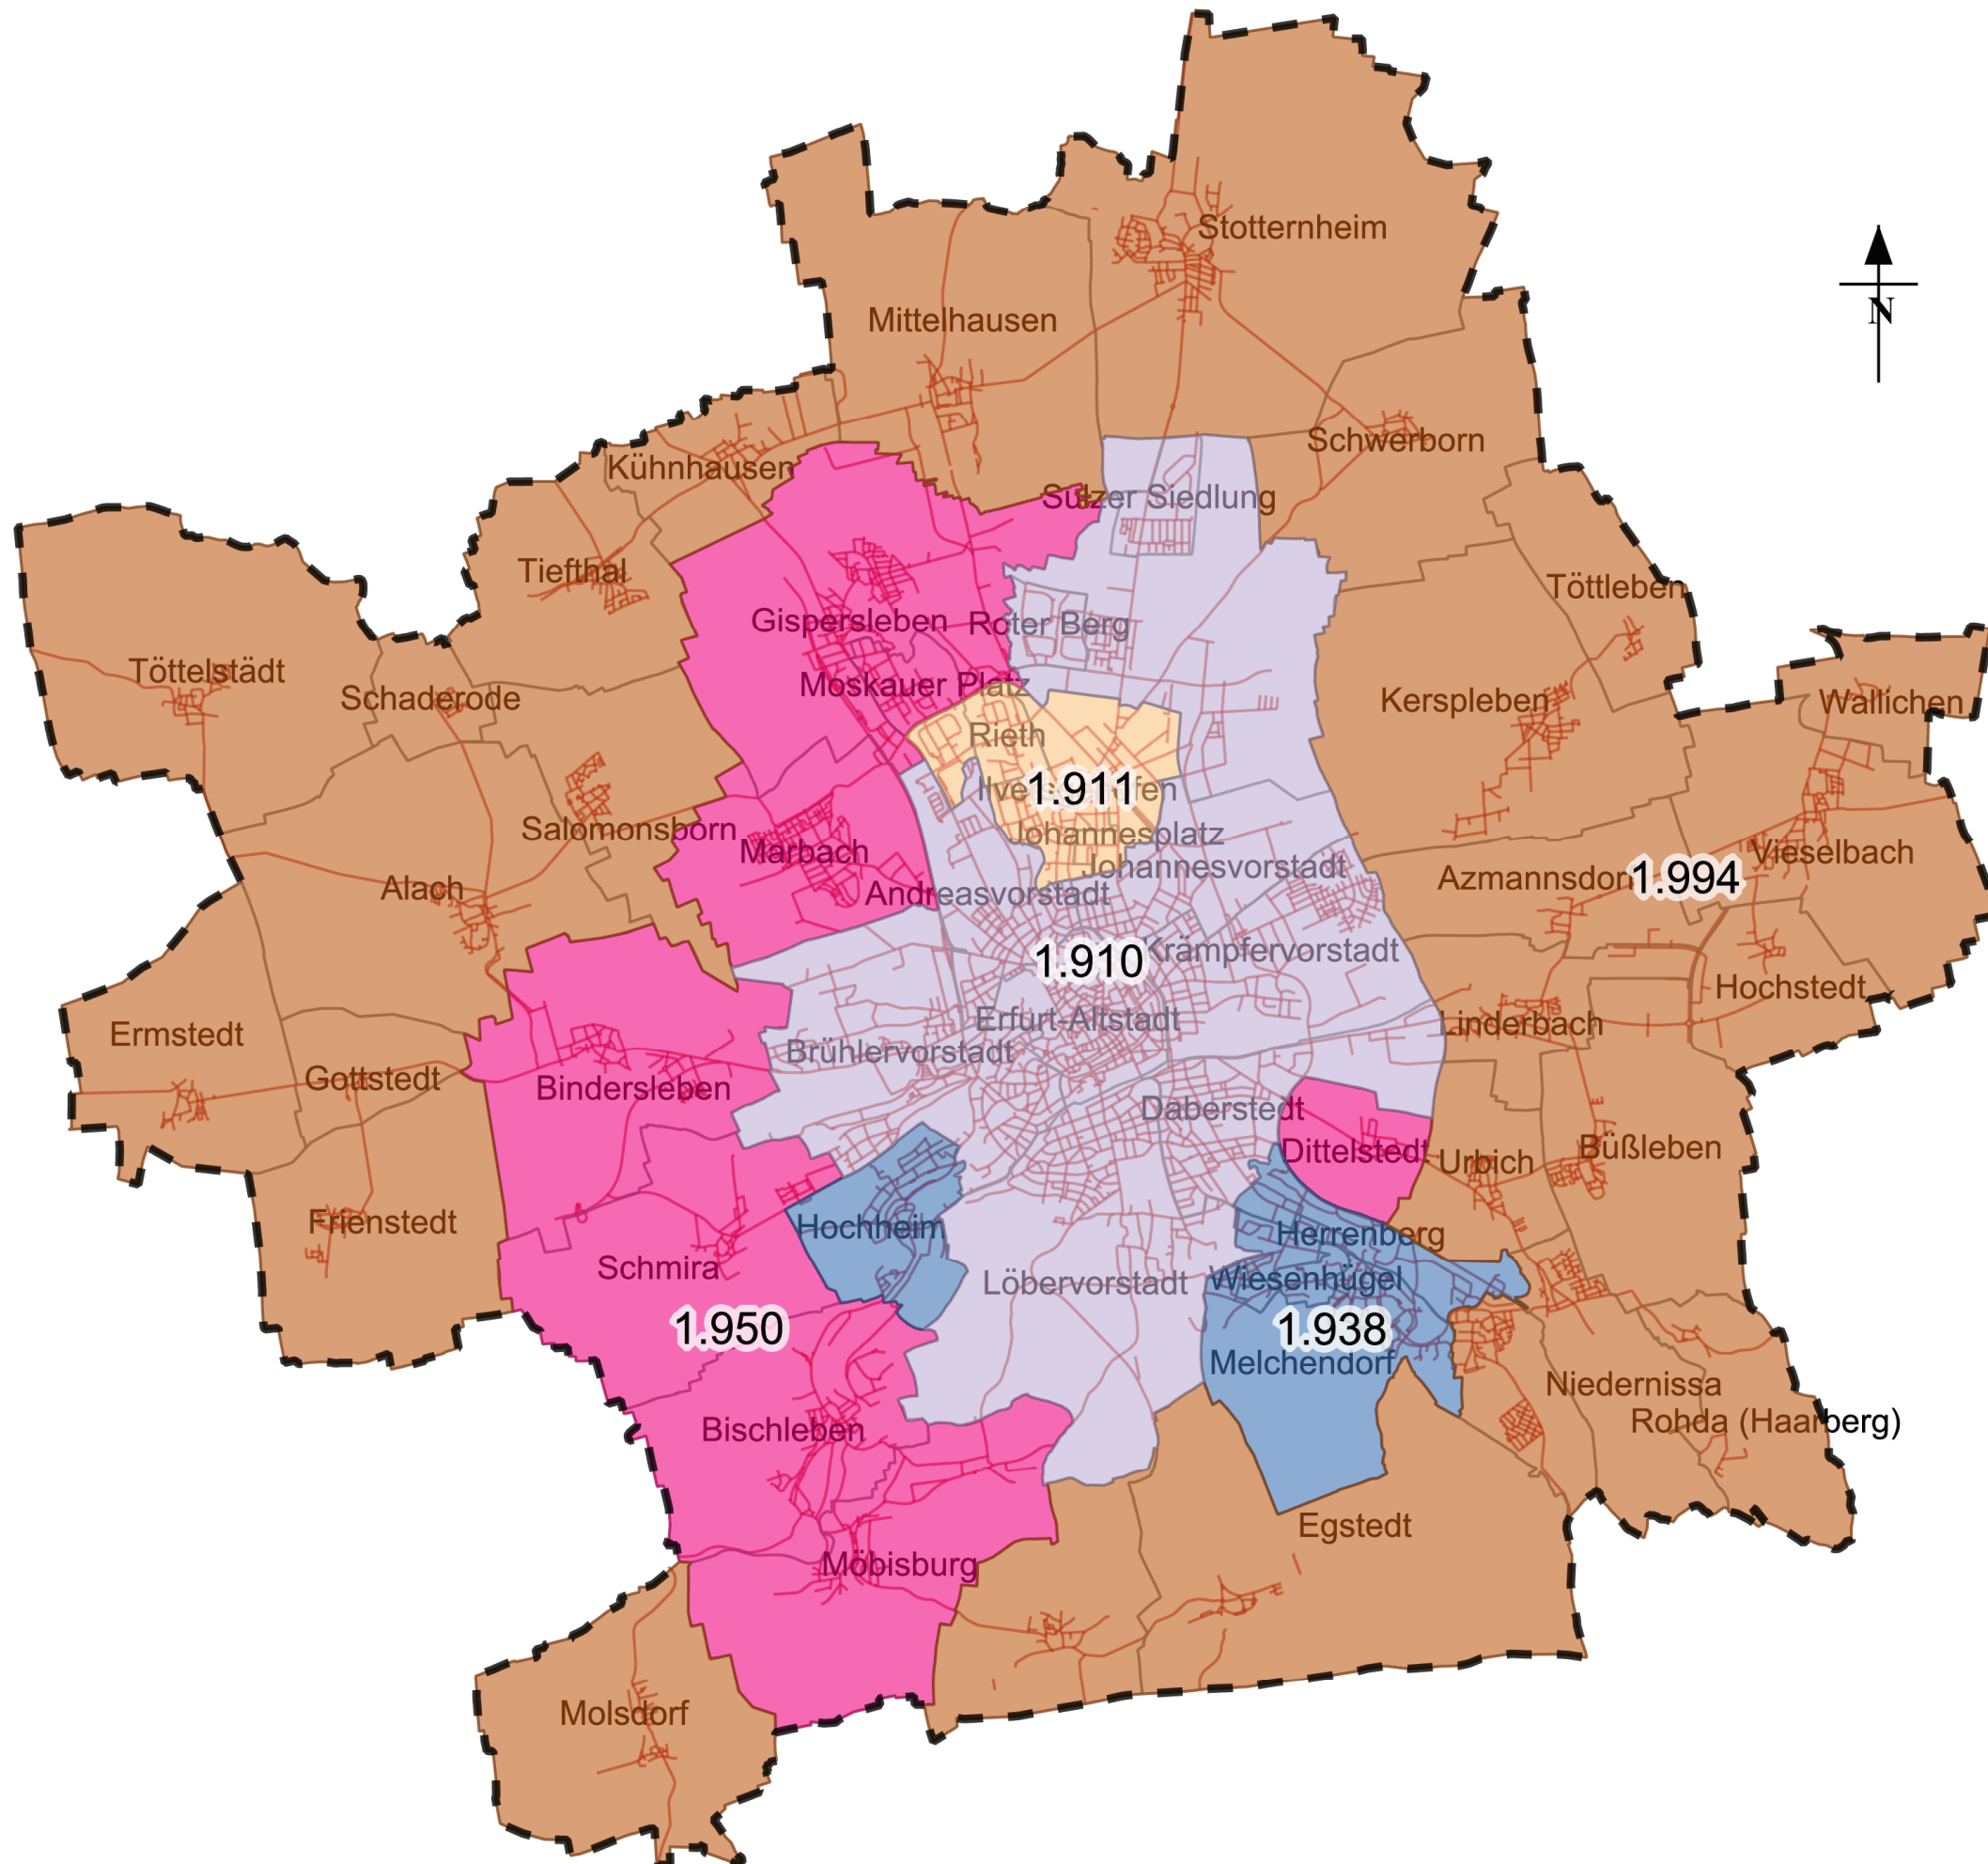 Stotternheim
N
Mittelhausen
Schwerborn
Kühnhausen
Sulzer Siedlung
Tiefthal
Töttleben
Gispersleben
Roter Berg
Töttelstädt
Schaderode
Moskauer Platz
Kerspleben
Wallichen
Rieth
1.911
Salomonsborn
Johannesplatz
Marbach
Vieselbach
Johannesvorstadt
Alach
Andreasvorstadt
1.994
1.910
Krämpfervorstadt
Hochstedt
Erfurt-Altstadt
Linderbach
Ermstedt
Brühlervorstadt
Gottstedt
Bindersleben
Daberstedt
Dittelstedt
Urbich
Büßleben
Frienstedt
Hochheim
Herrenberg
Schmira
Löbervorstadt
Wiesenhügel
1.950
1.938
Melchendorf
Niedernissa
Bischleben
Rohda (Haarberg)
Egstedt
Möbisburg
Molsdorf